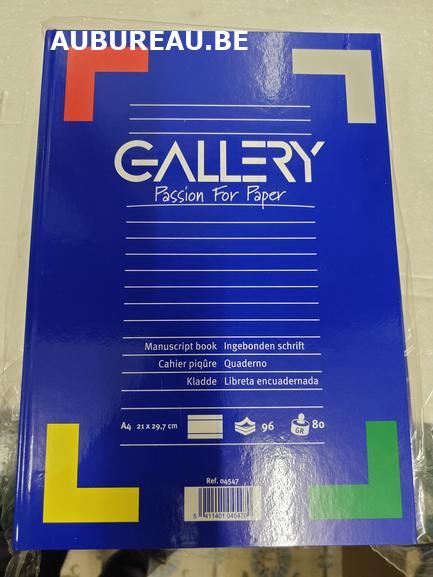 AUBUREAU.BE
GALLERY
Passion For Paper
Manuscript book Ingebonden schrift
Cahier piqûre Quaderno
Kladde Libreta encuadernada
A4 21 x 29,7 cm 96 GR 80
Ref. 04547
5 411401 045476